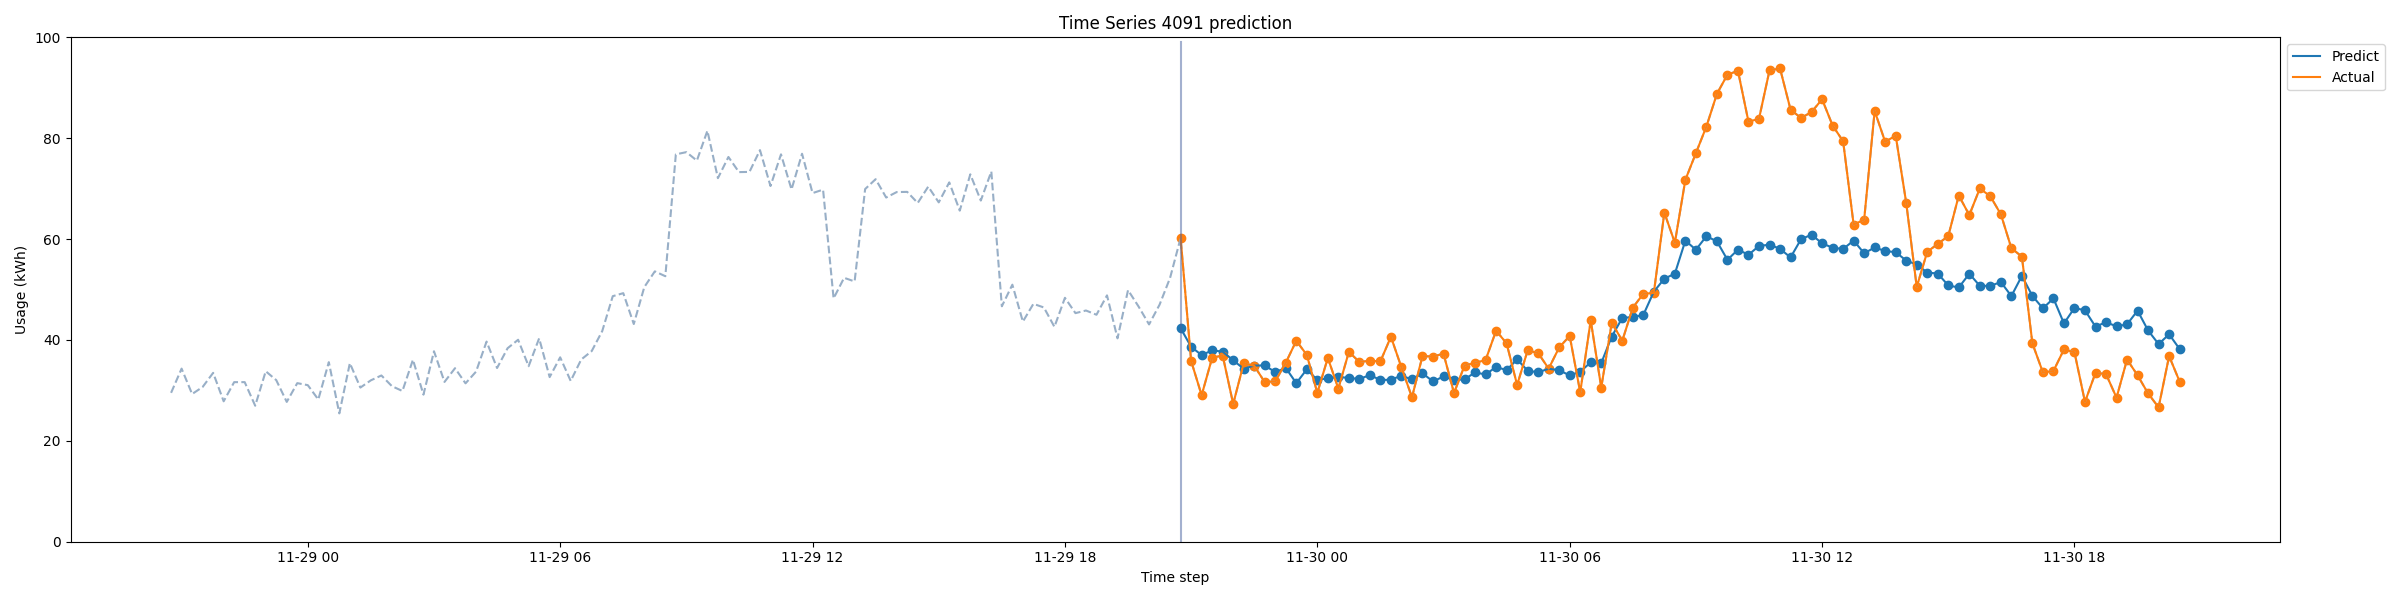 Time Series 4091 prediction
100
80
60
40
20
0
Usage (kWh)
11-29 00
11-29 06
11-29 12
11-29 18
11-30 00
11-30 06
11-30 12
11-30 18
Time step
Predict
Actual